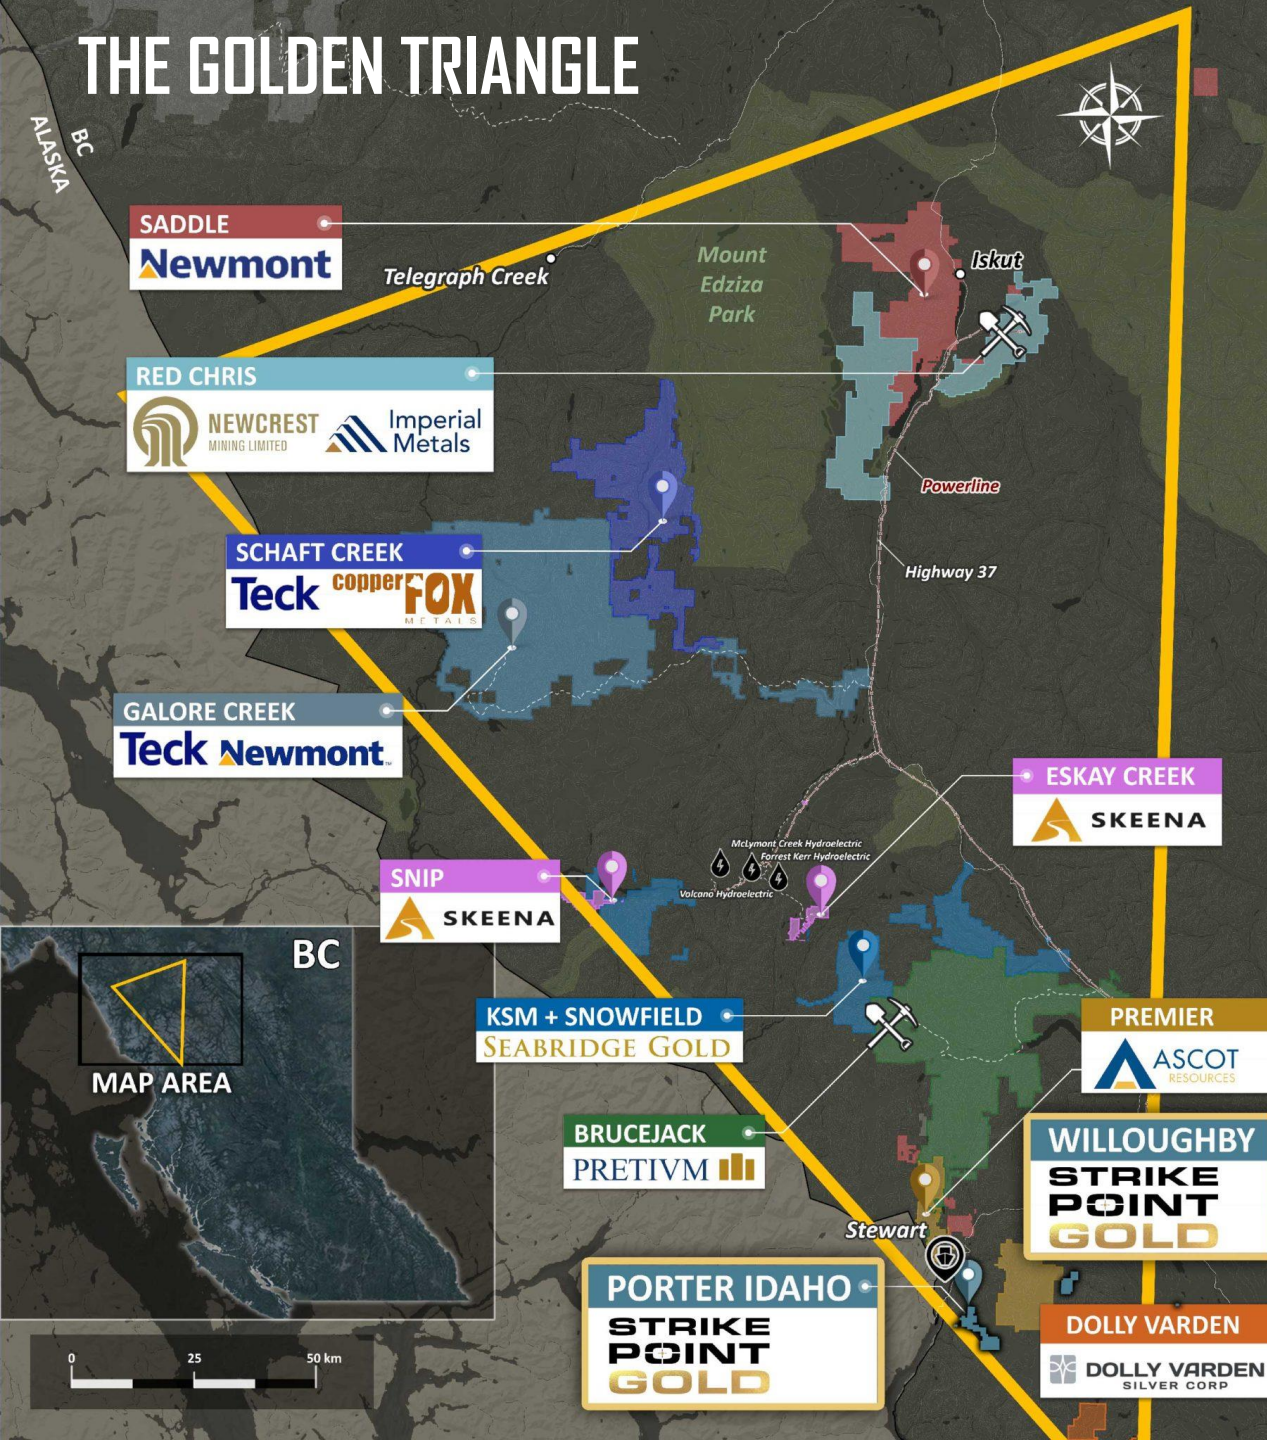 THE GOLDEN TRIANGLE
BC
ALASKA
SADDLE
Newmont
Telegraph Creek
Mount
Edziza
Park
Iskut
RED CHRIS
NEWCREST
MINING LIMITED
Imperial
Metals
Powerline
SCHAFT CREEK
Teck
copper FOX
METALS
Highway 37
GALORE CREEK
Teck Newmont™
ESKAY CREEK
SKEENA
McLymont Creek Hydroelectric
Forrest Kerr Hydroelectric
Volcano Hydroelectric
SNIP
SKEENA
BC
MAP AREA
KSM + SNOWFIELD
SEABRIDGE GOLD
PREMIER
ASCOT
RESOURCES
BRUCEJACK
PRETIVM
WILLOUGHBY
STRIKE
POINT
GOLD
Stewart
PORTER IDAHO
STRIKE
POINT
GOLD
DOLLY VARDEN
DOLLY VARDEN
SILVER CORP
0 25 50 km